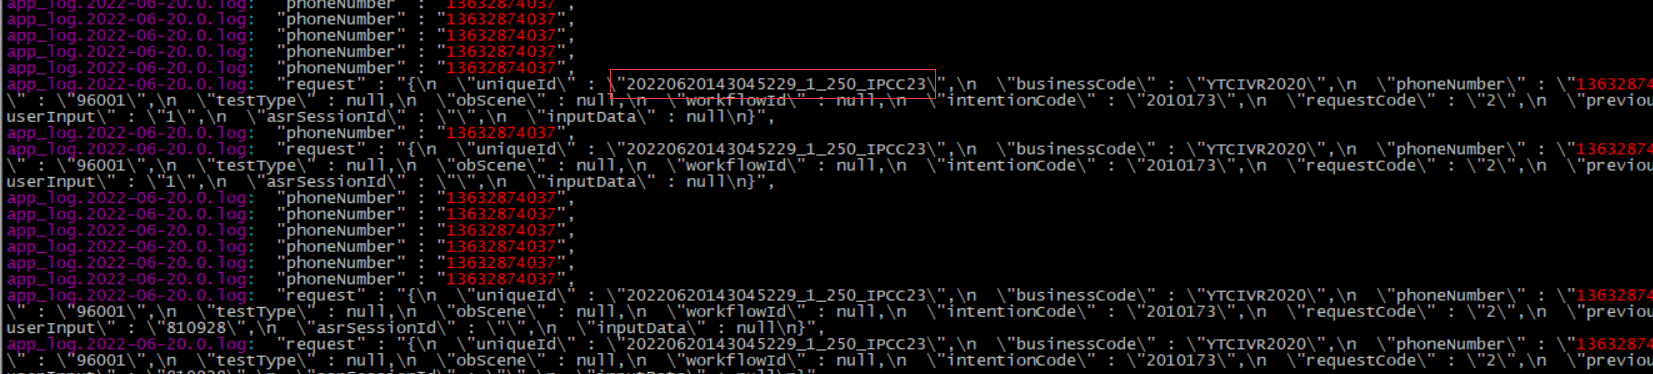 app_log.2022-06-20.0.log:  "phoneNumber" : "13632874037",
app_log.2022-06-20.0.log:  "phoneNumber" : "13632874037",
app_log.2022-06-20.0.log:  "phoneNumber" : "13632874037",
app_log.2022-06-20.0.log:  "phoneNumber" : "13632874037",
app_log.2022-06-20.0.log:  "phoneNumber" : "13632874037",
app_log.2022-06-20.0.log:  "request" : "{\n  \"uniqueId\" : \"20220620143045229_1_250_IPCC23\",\n  \"businessCode\" : \"YTCIVR2020\",\n  \"phoneNumber\" : \"13632874
\" : \"96001\",\n  \"testType\" : null,\n  \"obScene\" : null,\n  \"workflowId\" : null,\n  \"intentionCode\" : \"2010173\",\n  \"requestCode\" : \"2\",\n  \"previou
userInput\" : \"1\",\n  \"asrSessionId\" : \"\",\n  \"inputData\" : null\n}",
app_log.2022-06-20.0.log:  "phoneNumber" : "13632874037",
app_log.2022-06-20.0.log:  "request" : "{\n  \"uniqueId\" : \"20220620143045229_1_250_IPCC23\",\n  \"businessCode\" : \"YTCIVR2020\",\n  \"phoneNumber\" : \"13632874
\" : \"96001\",\n  \"testType\" : null,\n  \"obScene\" : null,\n  \"workflowId\" : null,\n  \"intentionCode\" : \"2010173\",\n  \"requestCode\" : \"2\",\n  \"previou
userInput\" : \"1\",\n  \"asrSessionId\" : \"\",\n  \"inputData\" : null\n}",
app_log.2022-06-20.0.log:  "phoneNumber" : "13632874037",
app_log.2022-06-20.0.log:  "phoneNumber" : "13632874037",
app_log.2022-06-20.0.log:  "phoneNumber" : "13632874037",
app_log.2022-06-20.0.log:  "phoneNumber" : "13632874037",
app_log.2022-06-20.0.log:  "phoneNumber" : "13632874037",
app_log.2022-06-20.0.log:  "phoneNumber" : "13632874037",
app_log.2022-06-20.0.log:  "request" : "{\n  \"uniqueId\" : \"20220620143045229_1_250_IPCC23\",\n  \"businessCode\" : \"YTCIVR2020\",\n  \"phoneNumber\" : \"13632874
\" : \"96001\",\n  \"testType\" : null,\n  \"obScene\" : null,\n  \"workflowId\" : null,\n  \"intentionCode\" : \"2010173\",\n  \"requestCode\" : \"2\",\n  \"previou
userInput\" : \"810928\",\n  \"asrSessionId\" : \"\",\n  \"inputData\" : null\n}",
app_log.2022-06-20.0.log:  "request" : "{\n  \"uniqueId\" : \"20220620143045229_1_250_IPCC23\",\n  \"businessCode\" : \"YTCIVR2020\",\n  \"phoneNumber\" : \"13632874
\" : \"96001\",\n  \"testType\" : null,\n  \"obScene\" : null,\n  \"workflowId\" : null,\n  \"intentionCode\" : \"2010173\",\n  \"requestCode\" : \"2\",\n  \"previou